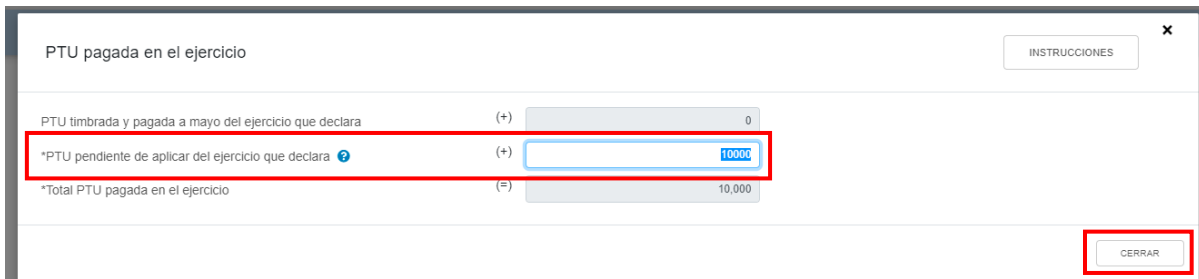 ×
PTU pagada en el ejercicio
INSTRUCCIONES
PTU timbrada y pagada a mayo del ejercicio que declara (+) 0
*PTU pendiente de aplicar del ejercicio que declara ? (+) 10000
*Total PTU pagada en el ejercicio (=) 10,000
CERRAR